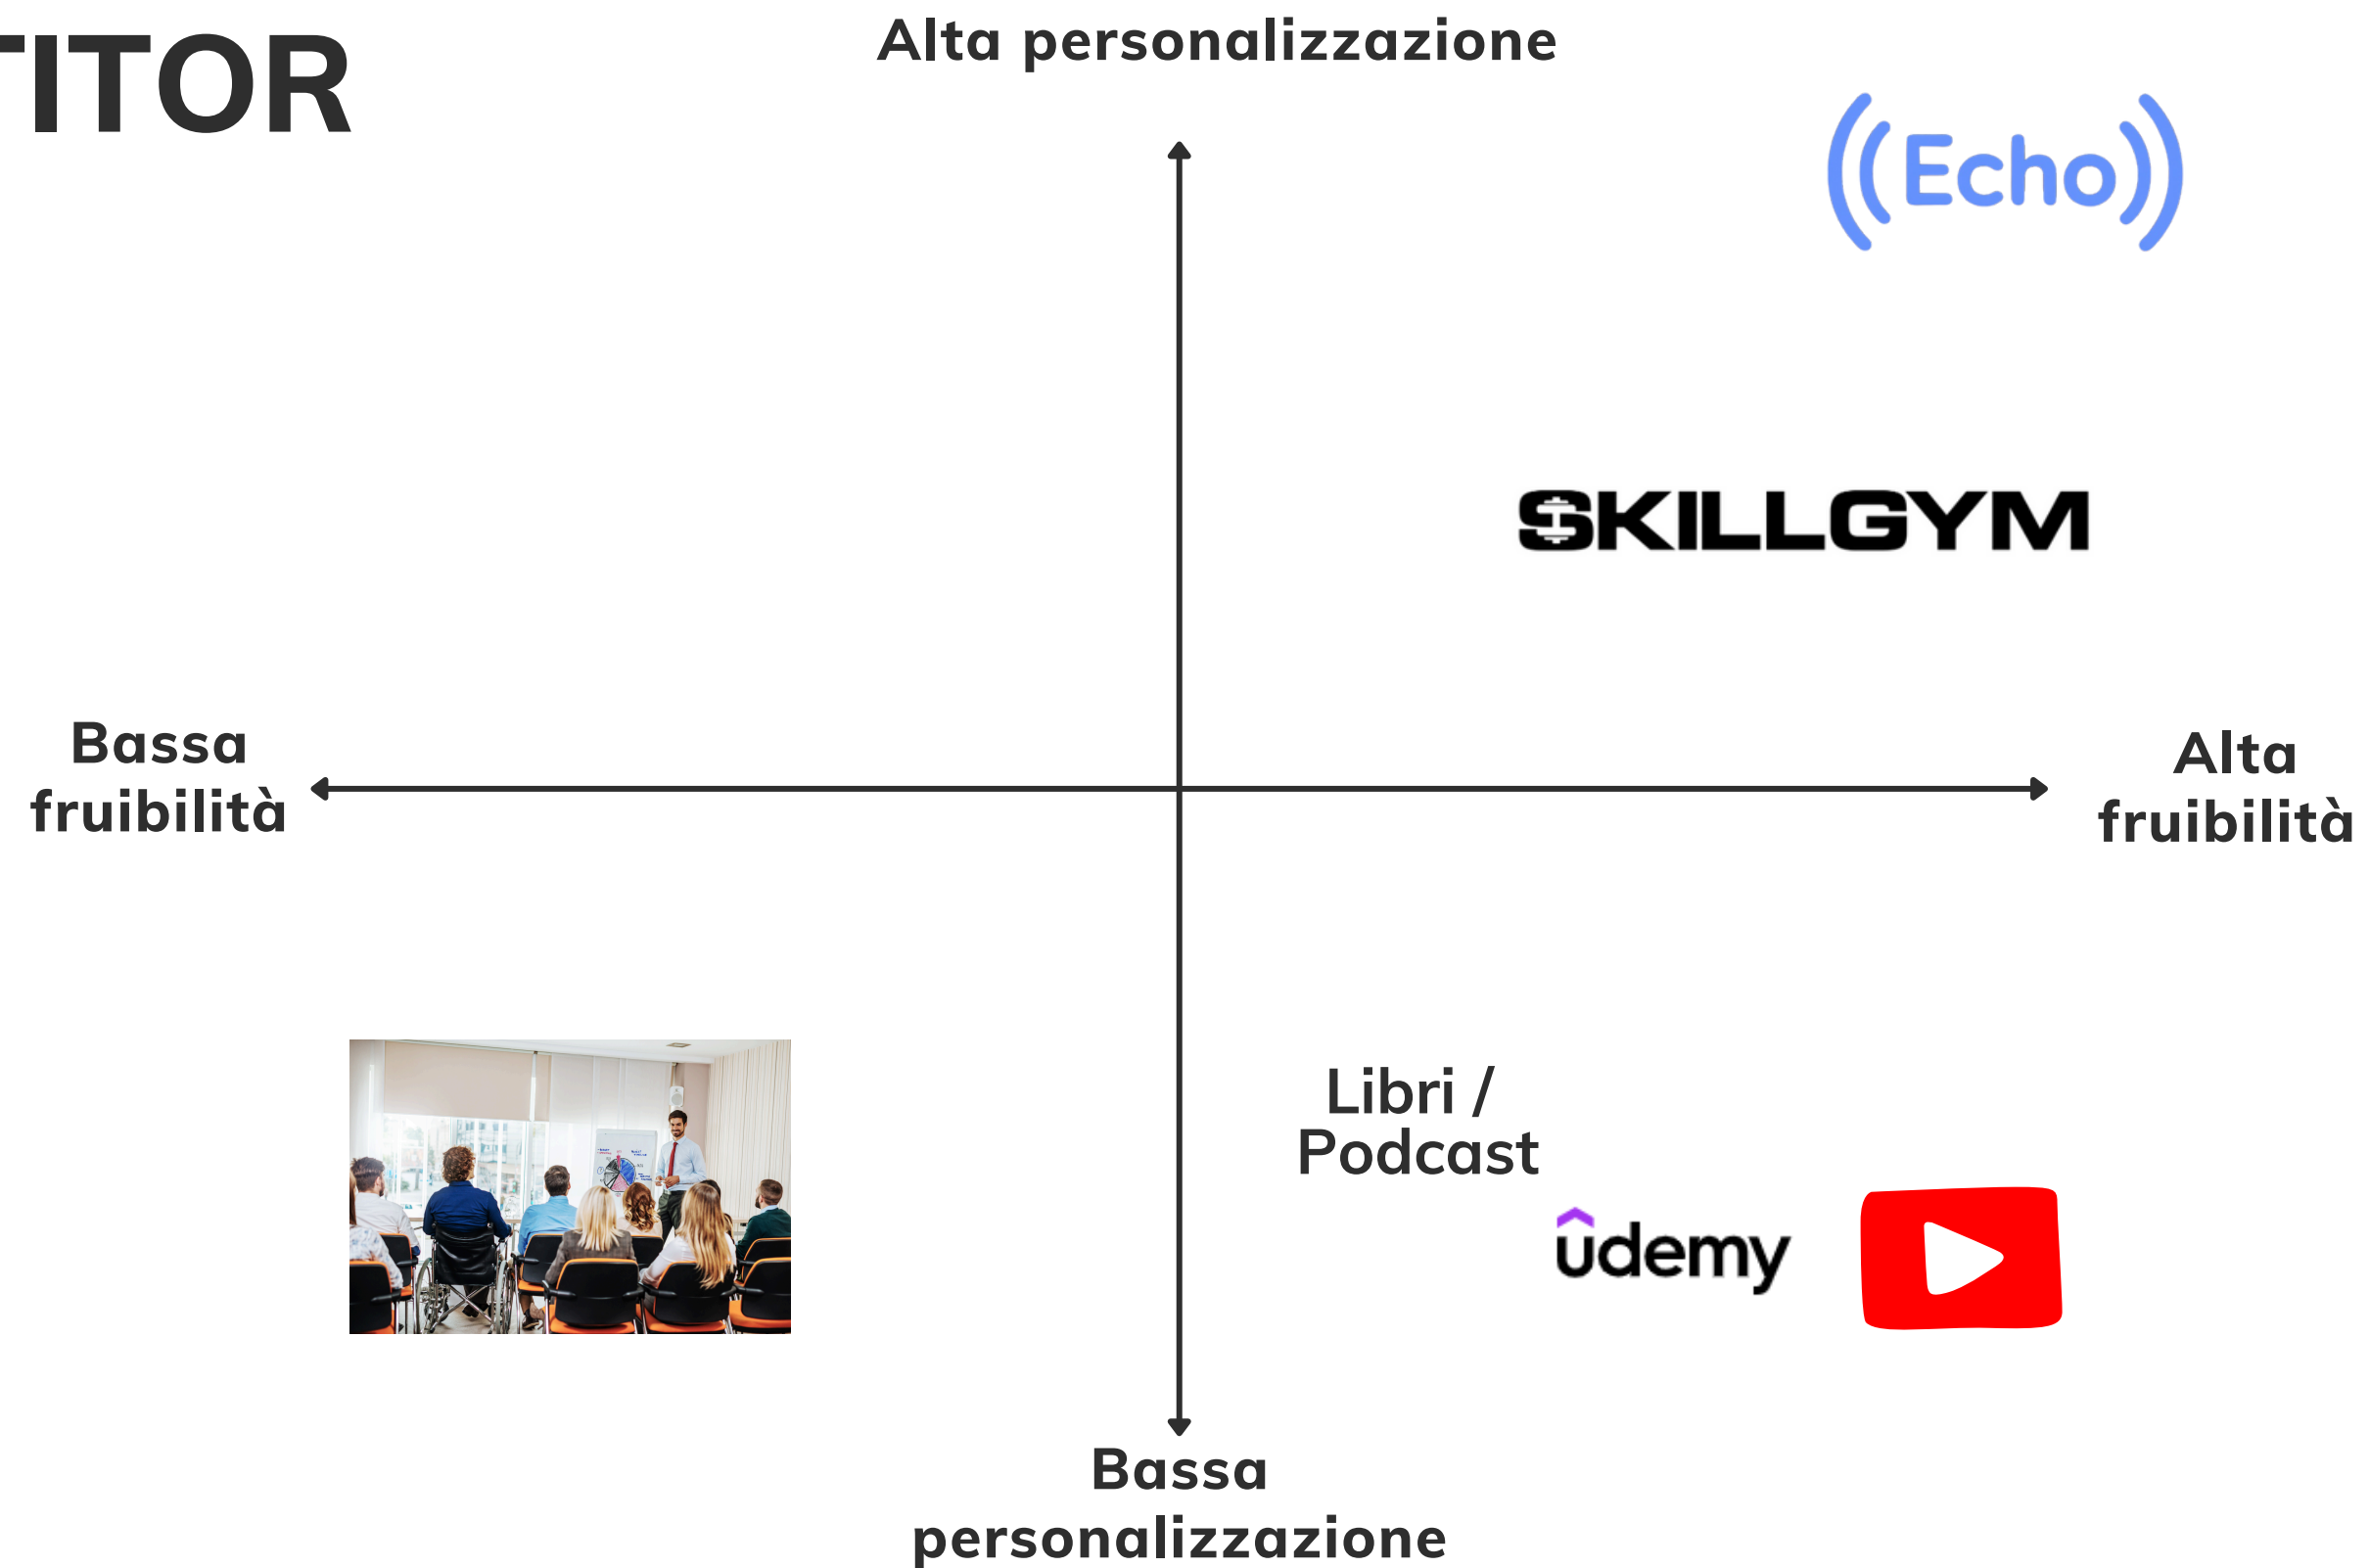 TITOR
Alta personalizzazione
((Echo))
SKILLGYM
Bassa
fruibilità
Alta
fruibilità
Libri /
Podcast
udemy
Bassa
personalizzazione